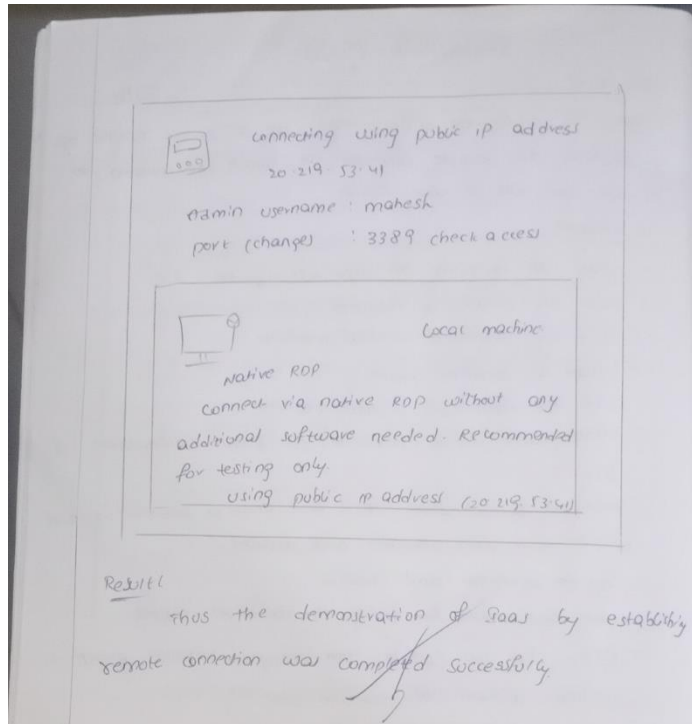 connecting using public ip address
20.219.53.41
Admin username : mahesh
port (change) : 3389 check access
Local machine
Native RDP
Connect via native RDP without any
additional software needed. Recommended
for testing only.
using public ip address (20.219.53.41)
Result:
Thus the demonstration of by establishing
remote connection was completed successfully.